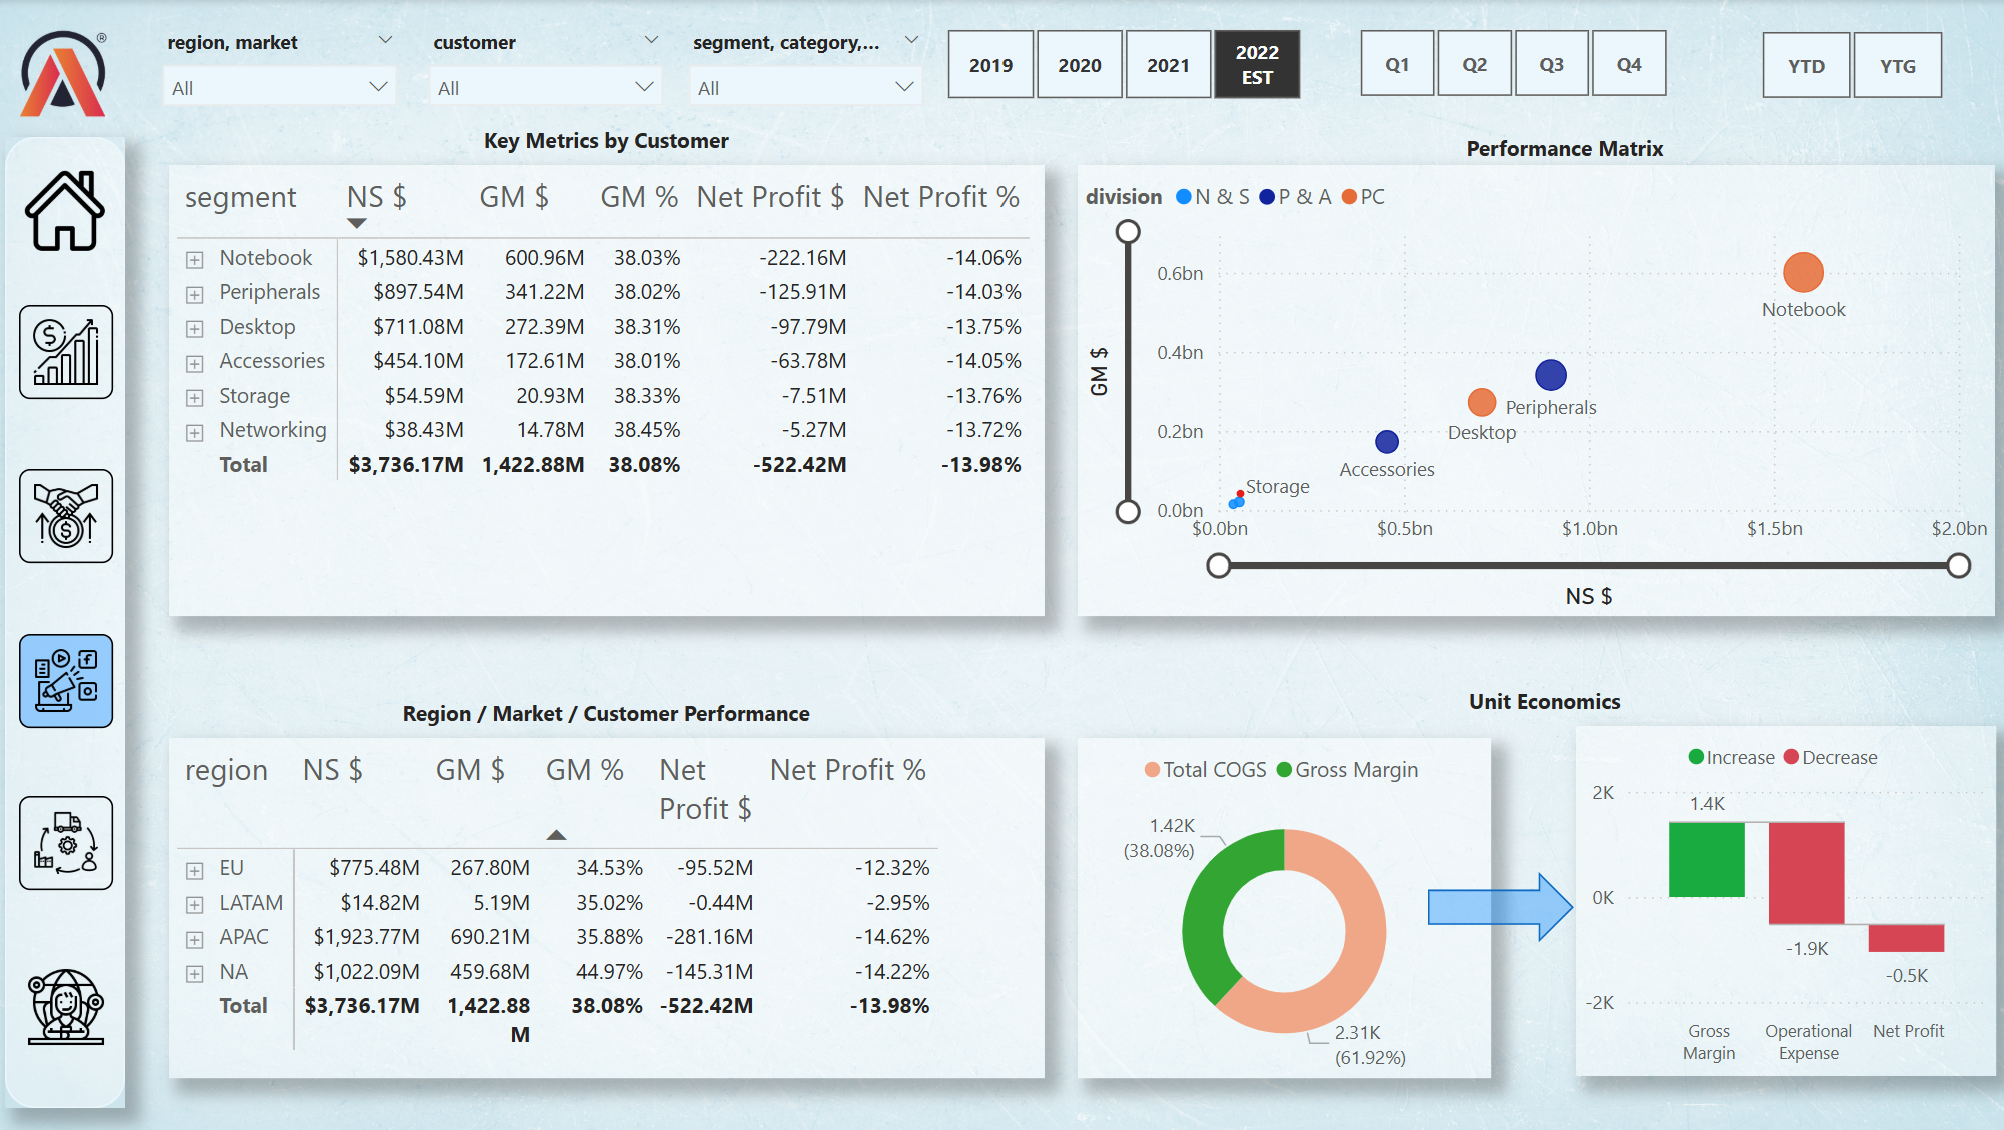 ®
region, market
customer
segment, category,...
All
All
All
2019
2020
2021
2022
EST
Q1
Q2
Q3
Q4
YTD
YTG
Key Metrics by Customer
segment NS $ GM $ GM % Net Profit $ Net Profit %
Notebook $1,580.43M 600.96M 38.03% -222.16M -14.06%
Peripherals $897.54M 341.22M 38.02% -125.91M -14.03%
Desktop $711.08M 272.39M 38.31% -97.79M -13.75%
Accessories $454.10M 172.61M 38.01% -63.78M -14.05%
Storage $54.59M 20.93M 38.33% -7.51M -13.76%
Networking $38.43M 14.78M 38.45% -5.27M -13.72%
Total $3,736.17M 1,422.88M 38.08% -522.42M -13.98%
Performance Matrix
division N & S P & A PC
GM $
0.6bn
0.4bn
0.2bn
0.0bn
Notebook
Peripherals
Desktop
Accessories
Storage
$0.0bn $0.5bn $1.0bn $1.5bn $2.0bn
NS $
Region / Market / Customer Performance
region NS $ GM $ GM % Net Net Profit %
Profit $
EU $775.48M 267.80M 34.53% -95.52M -12.32%
LATAM $14.82M 5.19M 35.02% -0.44M -2.95%
APAC $1,923.77M 690.21M 35.88% -281.16M -14.62%
NA $1,022.09M 459.68M 44.97% -145.31M -14.22%
Total $3,736.17M 1,422.88 38.08% -522.42M -13.98%
M
Unit Economics
Total COGS Gross Margin
1.42K
(38.08%)
2.31K
(61.92%)
Increase Decrease
2K
0K
-2K
1.4K
-1.9K
-0.5K
Gross Operational Net Profit
Margin Expense